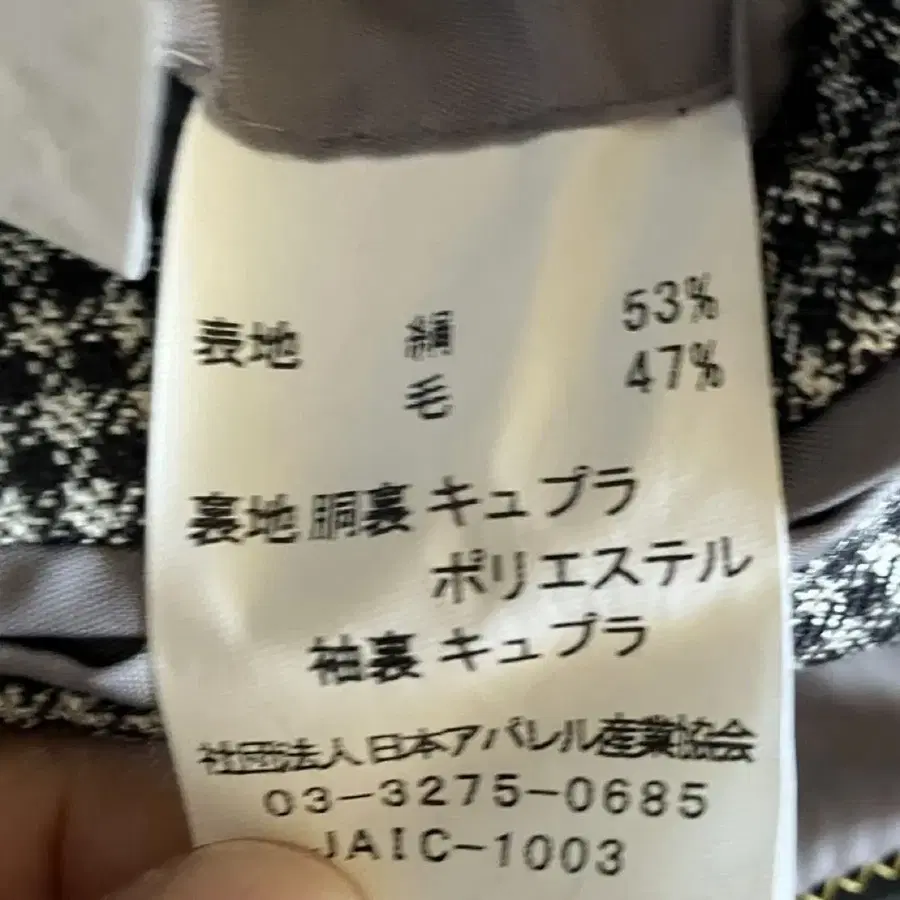 表地 絹 53%
毛 47%
裏地 胴裏 キュプラ
ポリエステル
袖裏 キュプラ
社団法人日本アパレル産業協会
03-3275-0685
JAIC-1003